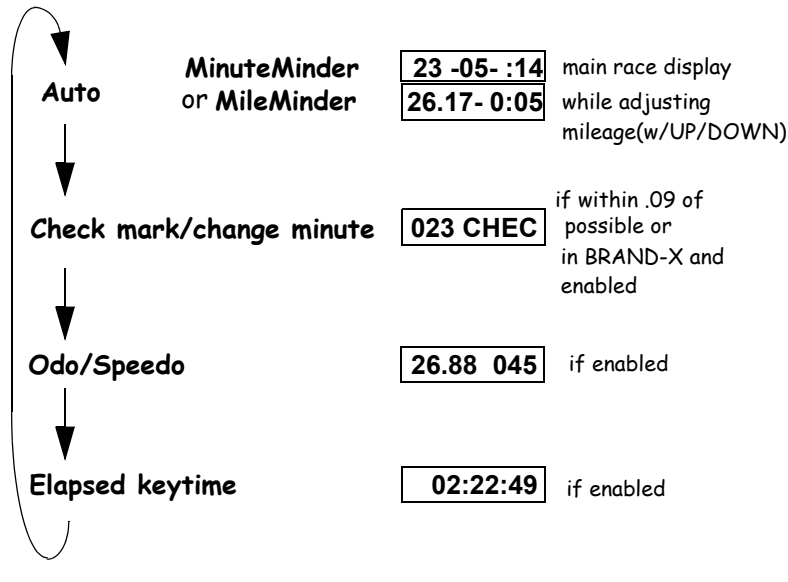 Auto
MinuteMinder
or MileMinder
23 -05- :14
main race display
26.17- 0:05
while adjusting
mileage(w/UP/DOWN)
Check mark/change minute
023 CHEC
if within .09 of
possible or
in BRAND-X and
enabled
Odo/Speedo
26.88 045
if enabled
Elapsed keytime
02:22:49
if enabled